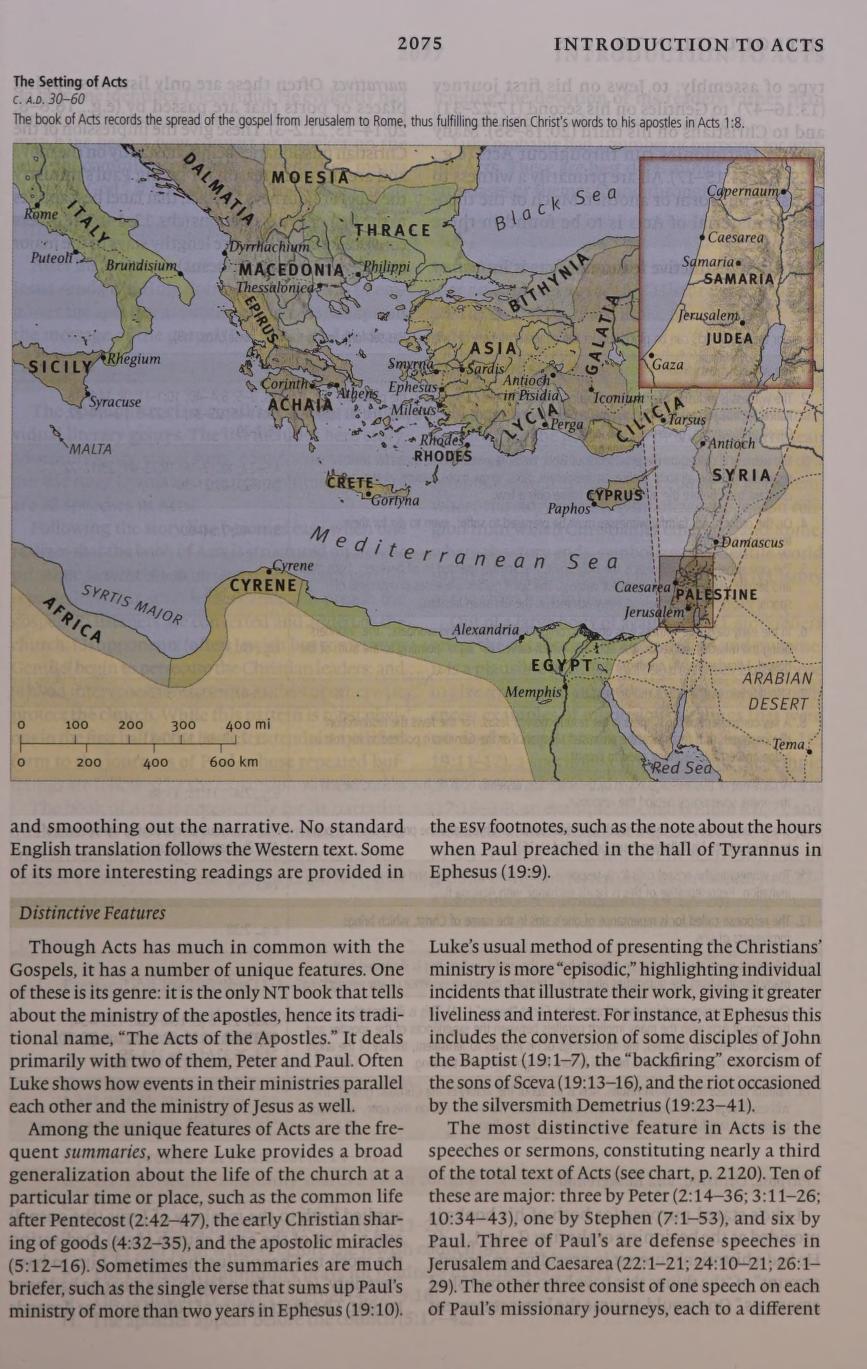 2075 INTRODUCTION TO ACTS
The Setting of Acts
C. A.D. 30–60
The book of Acts records the spread of the gospel from Jerusalem to Rome, thus fulfilling the risen Christ's words to his apostles in Acts 1:8.
DALMATIA
MOESIA
Black Sea
Rome
ITALY
THRACE
Puteoli
Brundisium
Dyrrhachium
MACEDONIA
Philippi
Thessalonica
EPIRUS
BITHYNIA
GALATIA
ASIA
Smyrna
Sardis
SICILY
Rhegium
Syracuse
Corinth
Athens
ACHAIA
Ephesus
Miletus
Antioch
in Pisidia
Iconium
LYCIA
Perga
CILICIA
Tarsus
Antioch
MALTA
Rhodes
RHODES
CRETE
Gortyna
CYPRUS
Paphos
SYRIA
Mediterranean Sea
Damascus
Cyrene
CYRENE
SYRTIS MAJOR
AFRICA
Caesarea
PALESTINE
Jerusalem
Alexandria
EGYPT
Memphis
ARABIAN
DESERT
Tema
Red Sea
Capernaum
Caesarea
Samaria
SAMARIA
Jerusalem
JUDEA
Gaza
0 100 200 300 400 mi
0 200 400 600 km
and smoothing out the narrative. No standard
English translation follows the Western text. Some
of its more interesting readings are provided in
the ESV footnotes, such as the note about the hours
when Paul preached in the hall of Tyrannus in
Ephesus (19:9).
Distinctive Features
Though Acts has much in common with the
Gospels, it has a number of unique features. One
of these is its genre: it is the only NT book that tells
about the ministry of the apostles, hence its tradi-
tional name, “The Acts of the Apostles.” It deals
primarily with two of them, Peter and Paul. Often
Luke shows how events in their ministries parallel
each other and the ministry of Jesus as well.
Among the unique features of Acts are the fre-
quent summaries, where Luke provides a broad
generalization about the life of the church at a
particular time or place, such as the common life
after Pentecost (2:42–47), the early Christian shar-
ing of goods (4:32–35), and the apostolic miracles
(5:12–16). Sometimes the summaries are much
briefer, such as the single verse that sums up Paul's
ministry of more than two years in Ephesus (19:10).
Luke's usual method of presenting the Christians'
ministry is more “episodic,” highlighting individual
incidents that illustrate their work, giving it greater
liveliness and interest. For instance, at Ephesus this
includes the conversion of some disciples of John
the Baptist (19:1–7), the “backfiring” exorcism of
the sons of Sceva (19:13–16), and the riot occasioned
by the silversmith Demetrius (19:23–41).
The most distinctive feature in Acts is the
speeches or sermons, constituting nearly a third
of the total text of Acts (see chart, p. 2120). Ten of
these are major: three by Peter (2:14–36; 3:11–26;
10:34–43), one by Stephen (7:1–53), and six by
Paul. Three of Paul's are defense speeches in
Jerusalem and Caesarea (22:1–21; 24:10–21; 26:1–
29). The other three consist of one speech on each
of Paul's missionary journeys, each to a different